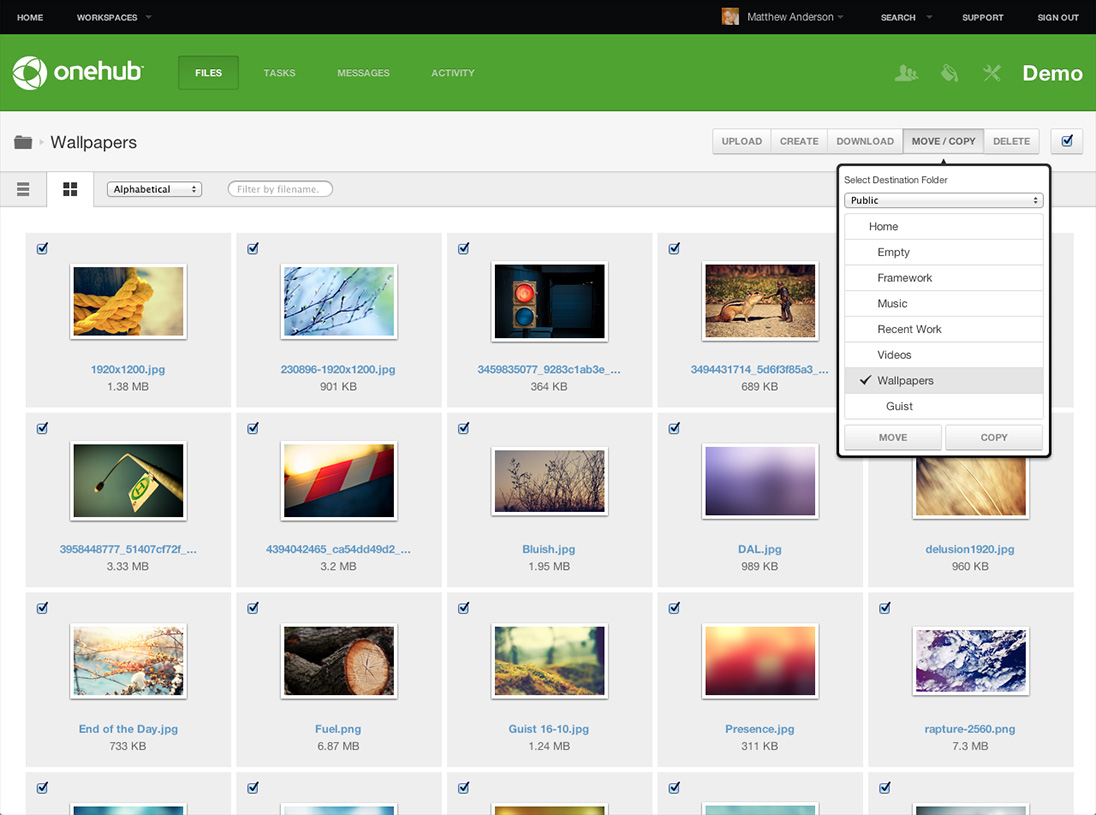 HOME WORKSPACES Matthew Anderson SEARCH SUPPORT SIGN OUT
onehub FILES TASKS MESSAGES ACTIVITY Demo
Wallpapers UPLOAD CREATE DOWNLOAD MOVE / COPY DELETE
Alphabetical Filter by filename.
Select Destination Folder
Public
Home
Empty
Framework
Music
Recent Work
Videos
Wallpapers
Guist
MOVE COPY
1920x1200.jpg 230896-1920x1200.jpg 3459835077_9283c1ab3e_... 3494431714_5d6f3f85a3_...
1.38 MB 901 KB 364 KB 689 KB
3958448777_51407cf72f_... 4394042465_ca54dd49d2_... Bluish.jpg DAL.jpg delusion1920.jpg
3.33 MB 3.2 MB 1.95 MB 989 KB 960 KB
End of the Day.jpg Fuel.png Guist 16-10.jpg Presence.jpg rapture-2560.png
733 KB 6.87 MB 1.24 MB 311 KB 7.3 MB